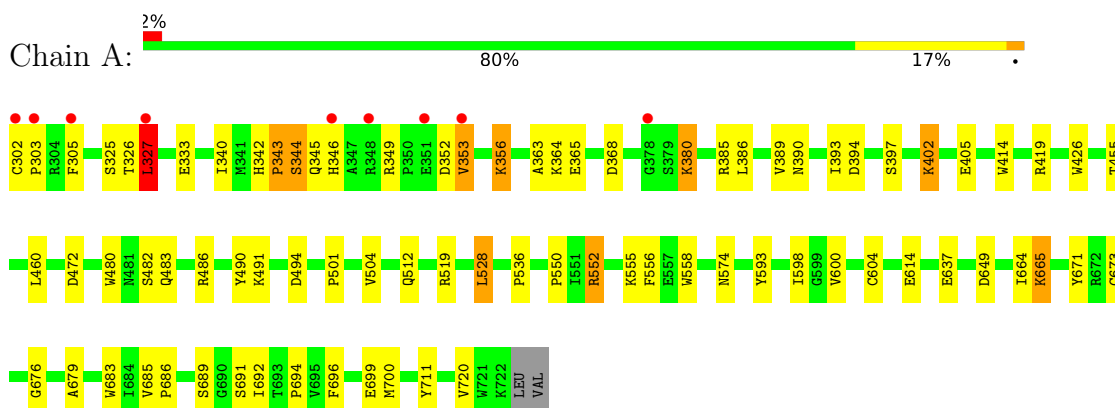 2%
Chain A:
80% 17% •
C302 P303 R304 F305 S325 T326 L327 E333 I340 M341 H342 P343 S344 Q345 H346 A347 R348 R349 P350 E351 D352 V353 K356 A363 K364 E365 D368 G378 S379 K380 R385 L386 V389 N390 I393 D394 S397 K402 E405 W414 R419 W426
L460 D472 W480 N481 S482 Q483 R486 Y490 K491 D494 P501 V504 Q512 R519 L528 P536 P550 I551 R552 K555 F556 E557 W558 N574 Y593 I598 G599 V600 C604 E614 E637 D649 I664 K665 Y671 R672
G676 A679 W683 I684 V685 P686 S689 G690 S691 I692 T693 P694 V695 F696 E699 M700 Y711 V720 W721 K722 LEU VAL